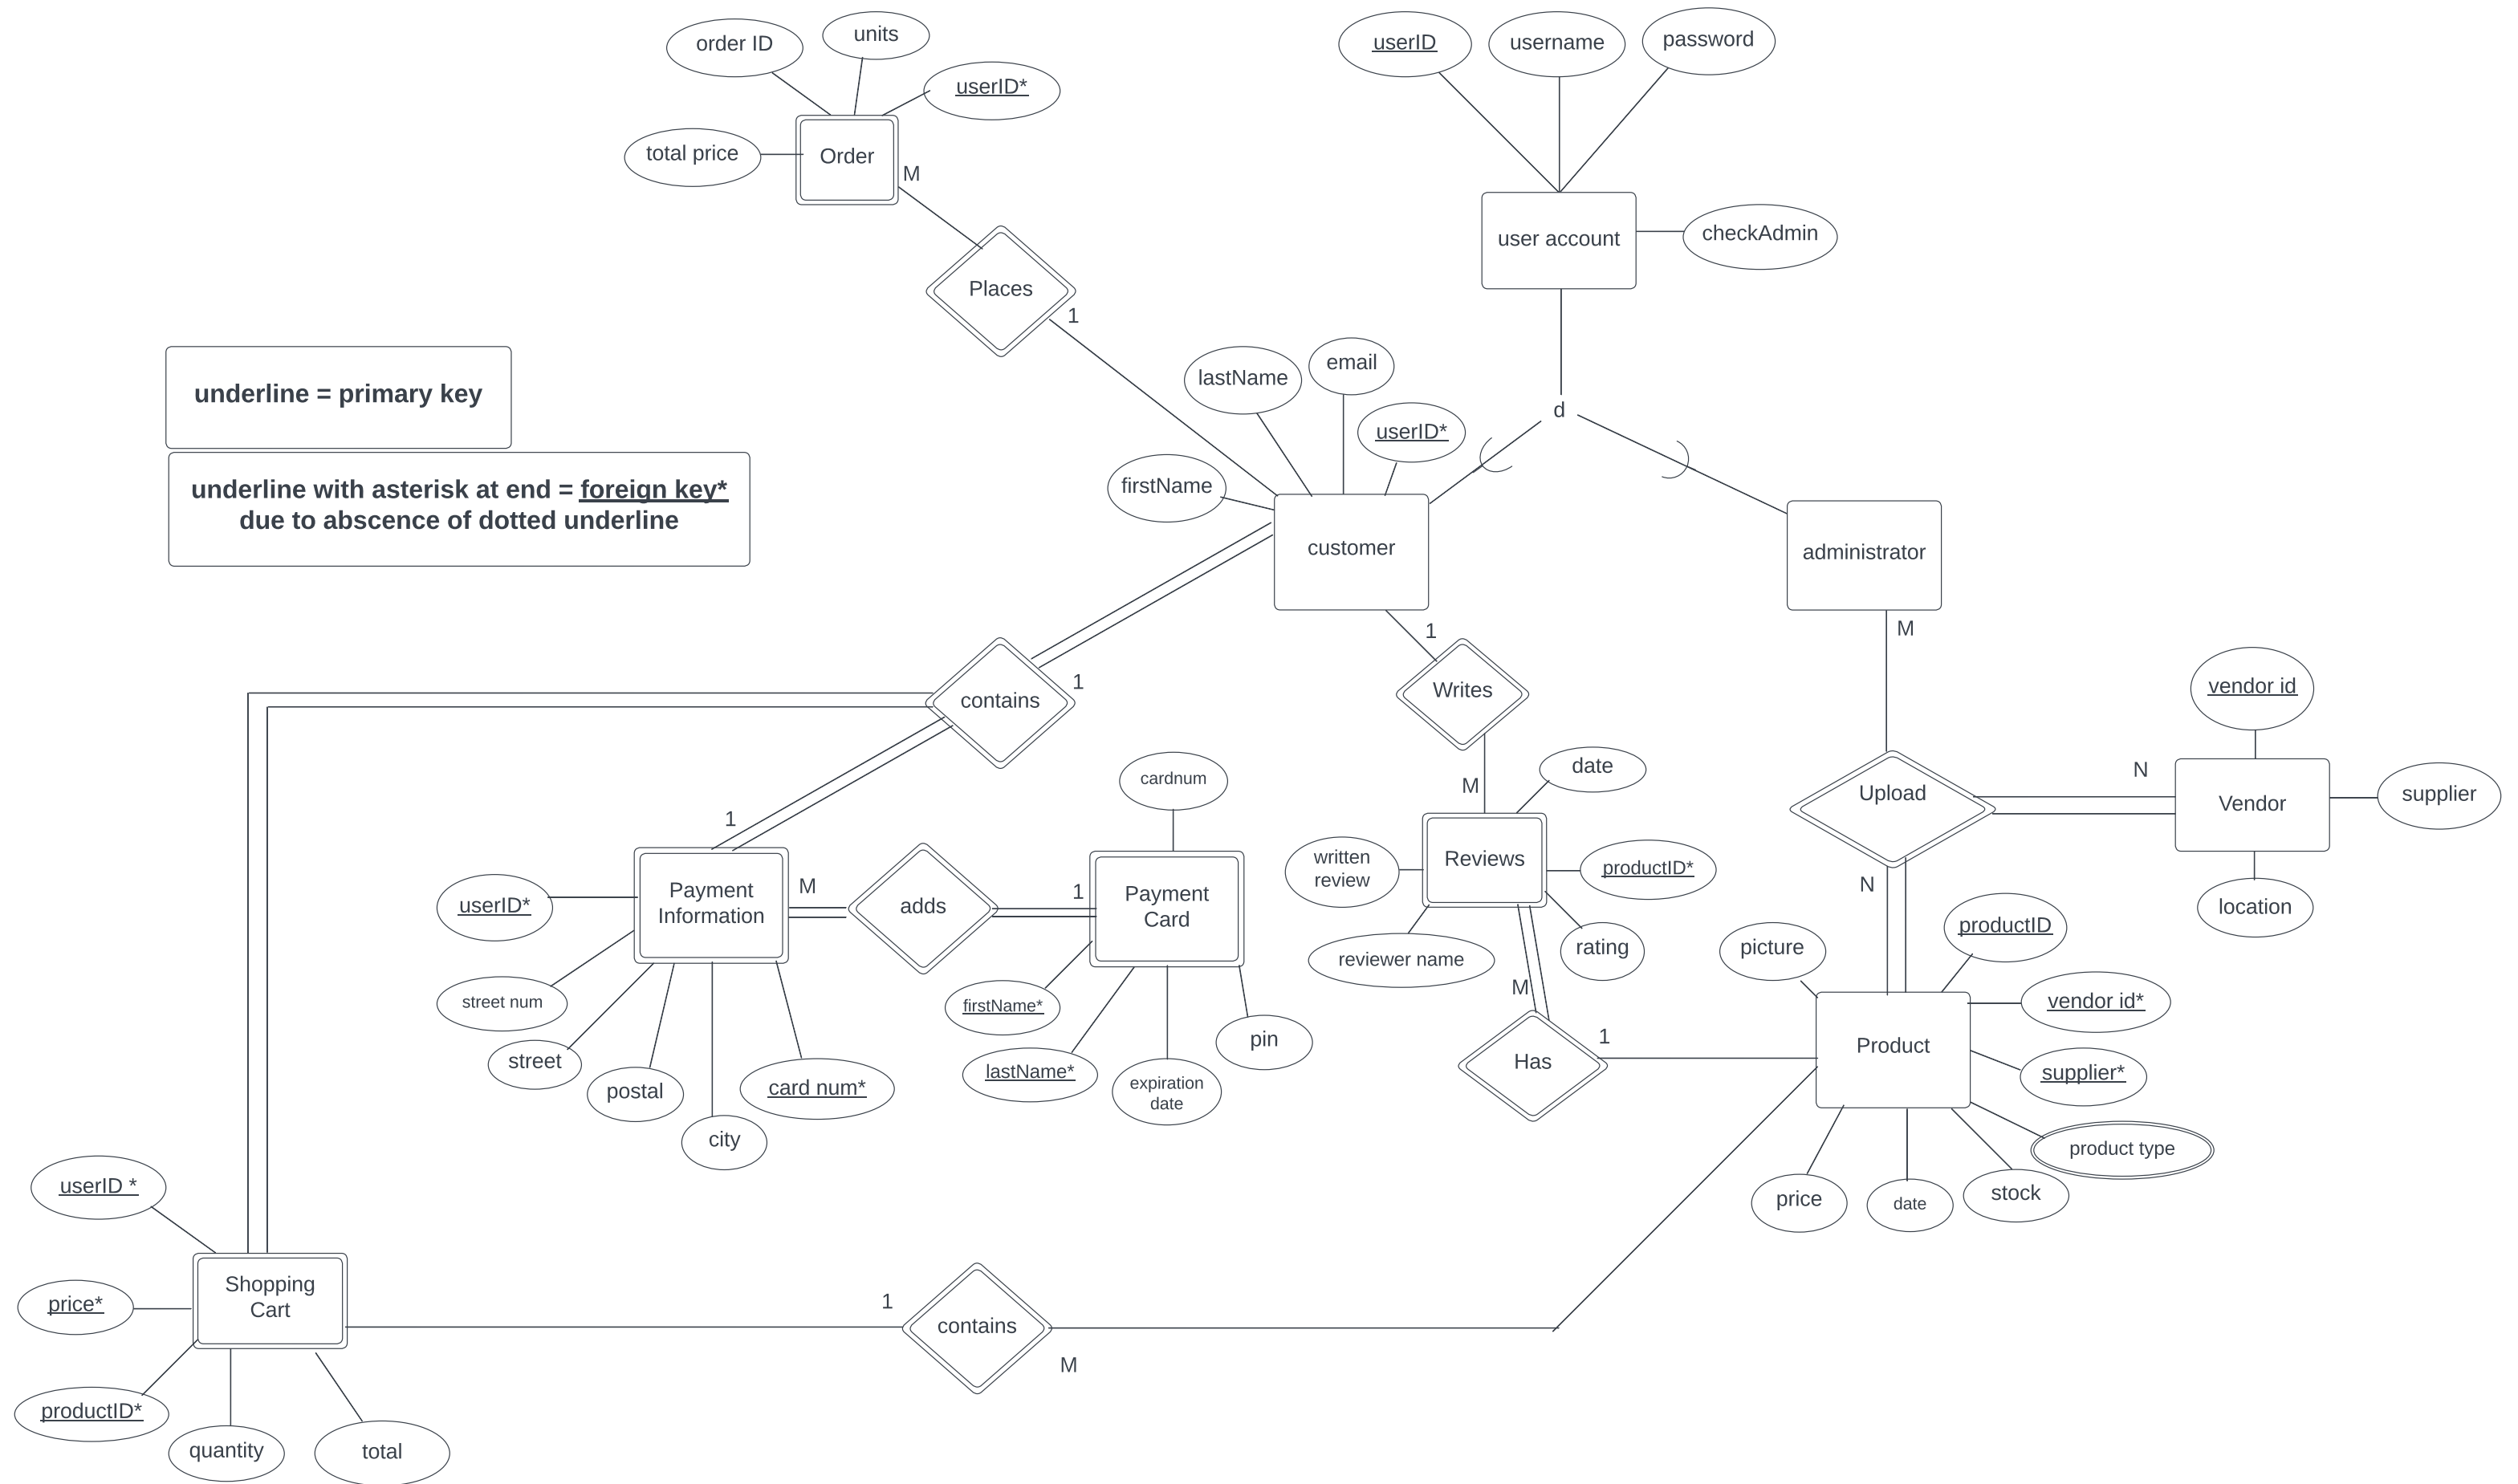 order ID
units
userID*
total price
Order
M
Places
1
userID
username
password
user account
checkAdmin
d
underline = primary key
underline with asterisk at end = foreign key*
due to abscence of dotted underline
lastName
email
userID*
firstName
customer
administrator
1
M
contains
1
Writes
M
Upload
N
N
vendor id
Vendor
supplier
location
1
userID*
Payment
Information
street num
street
postal
city
card num*
M
adds
1
cardnum
Payment
Card
firstName*
lastName*
expiration
date
pin
date
written
review
Reviews
productID*
reviewer name
rating
M
Has
1
picture
productID
vendor id*
Product
supplier*
product type
price
date
stock
userID *
Shopping
Cart
price*
productID*
quantity
total
1
contains
M